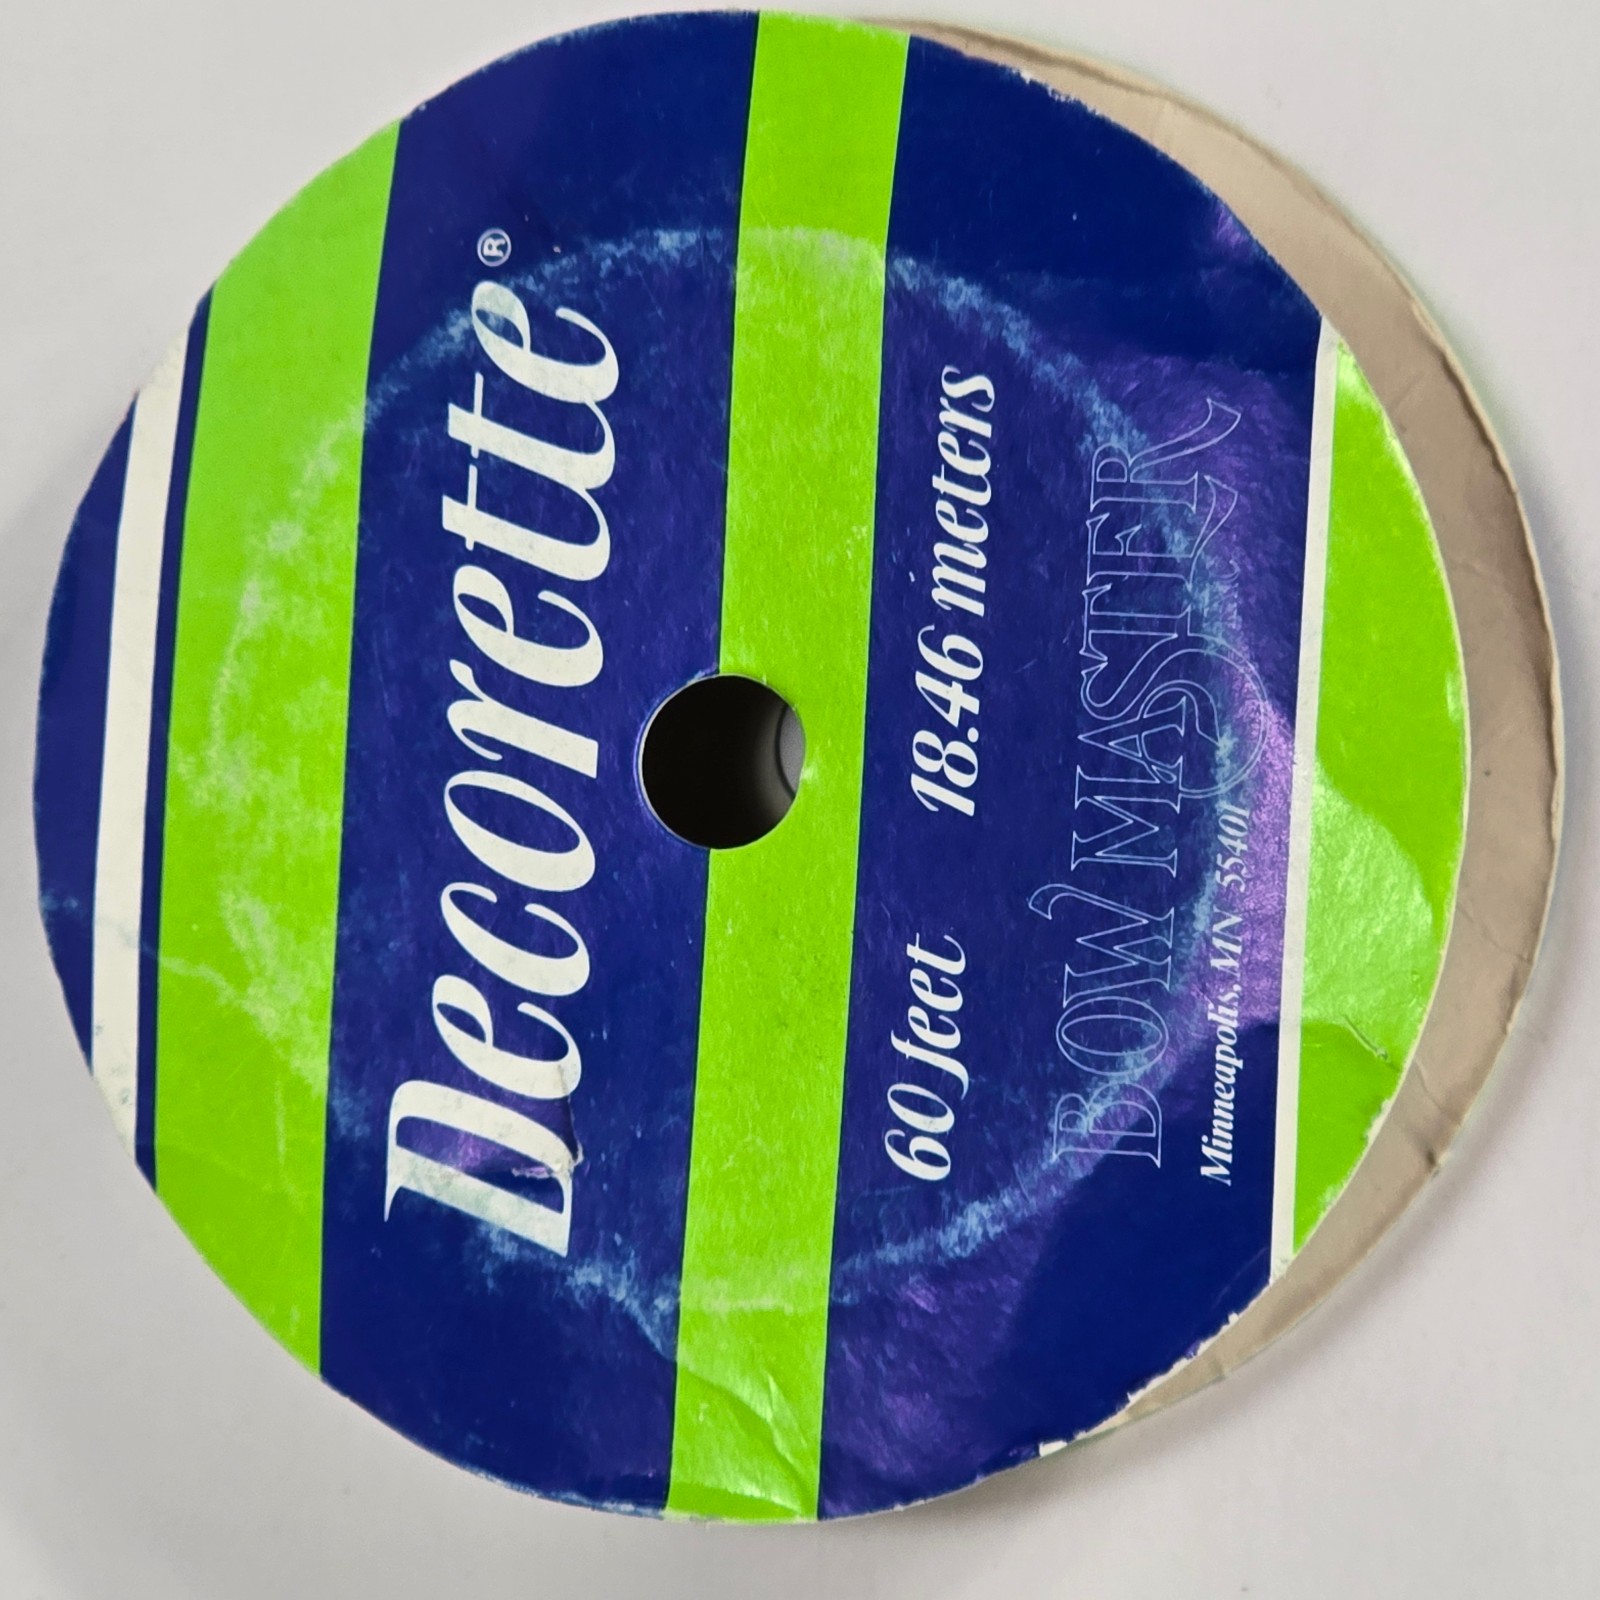 Decorette®
60 feet 18.46 meters
BOW MASTER
Minneapolis, MN 55401